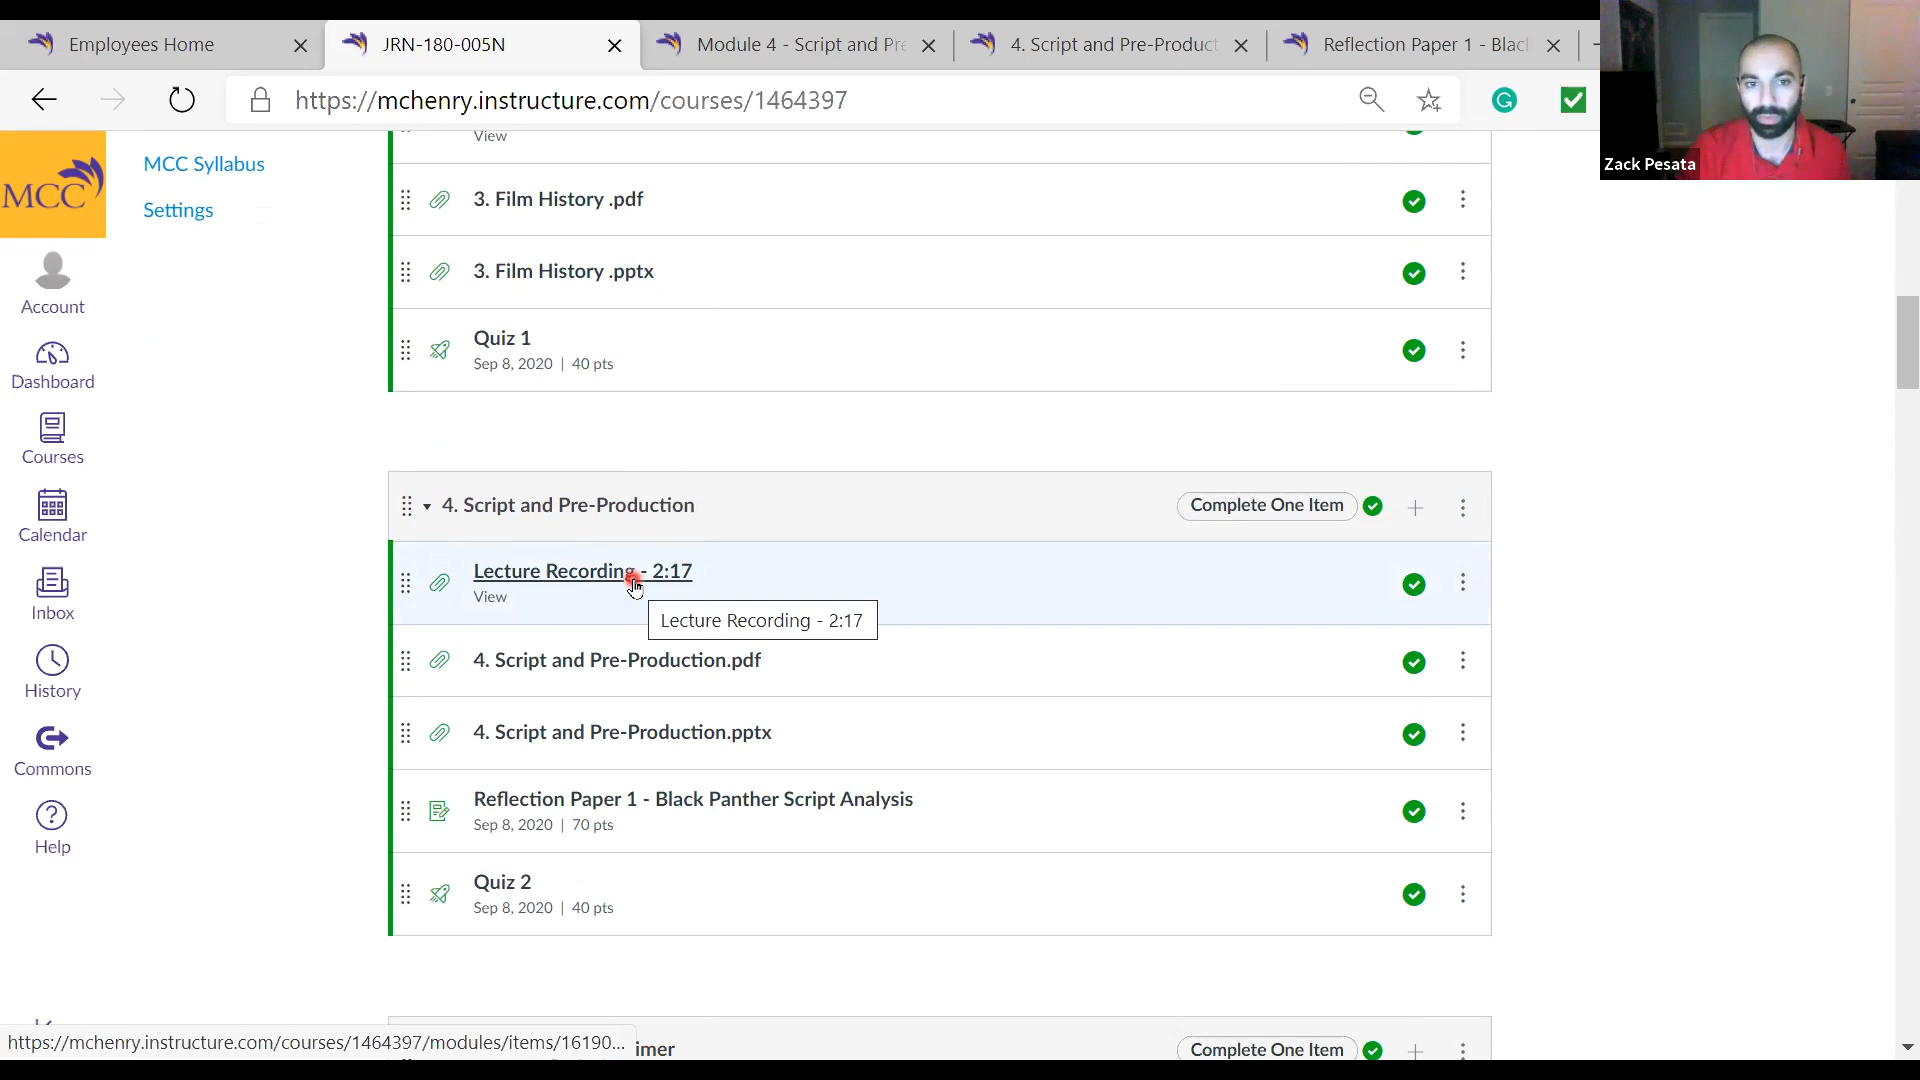 Employees Home
JRN-180-005N
Module 4 - Script and Pre
4. Script and Pre-Product
Reflection Paper 1 - Blac
https://mchenry.instructure.com/courses/1464397
Zack Pesata
MCC
MCC Syllabus
Settings
Account
Dashboard
Courses
Calendar
Inbox
History
Commons
Help
View
3. Film History .pdf
3. Film History .pptx
Quiz 1
Sep 8, 2020 | 40 pts
4. Script and Pre-Production
Complete One Item
Lecture Recording - 2:17
View
Lecture Recording - 2:17
4. Script and Pre-Production.pdf
4. Script and Pre-Production.pptx
Reflection Paper 1 - Black Panther Script Analysis
Sep 8, 2020 | 70 pts
Quiz 2
Sep 8, 2020 | 40 pts
imer
Complete One Item
https://mchenry.instructure.com/courses/1464397/modules/items/16190...